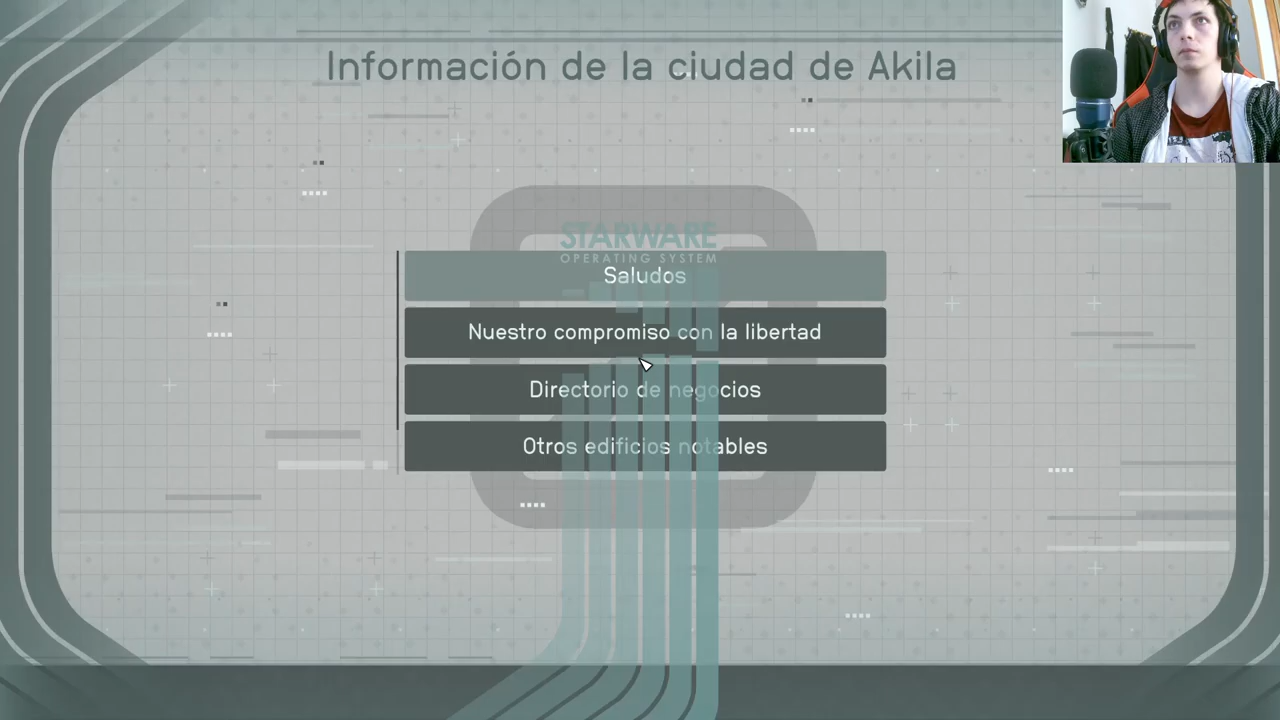 Información de la ciudad de Akila
STARWARE
OPERATING SYSTEM
Saludos
Nuestro compromiso con la libertad
Directorio de negocios
Otros edificios notables